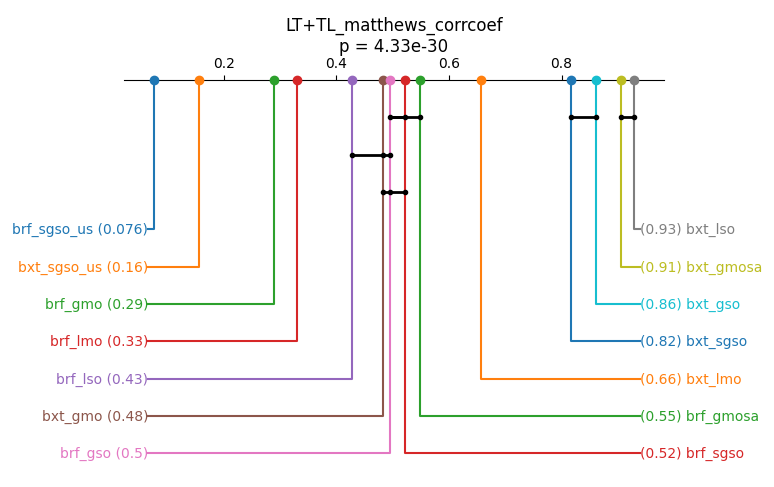 LT+TL_matthews_corrcoef
p = 4.33e-30
0.2 0.4 0.6 0.8
brf_sgso_us (0.076) (0.93) bxt_lso
bxt_sgso_us (0.16) (0.91) bxt_gmosa
brf_gmo (0.29) (0.86) bxt_gso
brf_lmo (0.33) (0.82) bxt_sgso
brf_lso (0.43) (0.66) bxt_lmo
bxt_gmo (0.48) (0.55) brf_gmosa
brf_gso (0.5) (0.52) brf_sgso